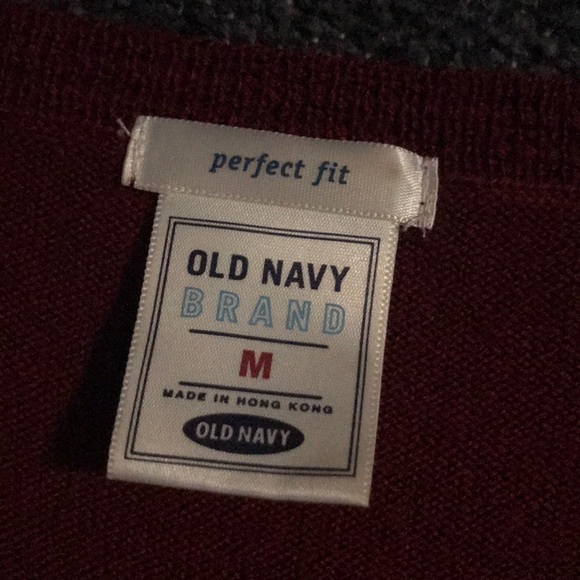 perfect fit
OLD NAVY
BRAND
M
MADE IN HONG KONG
OLD NAVY